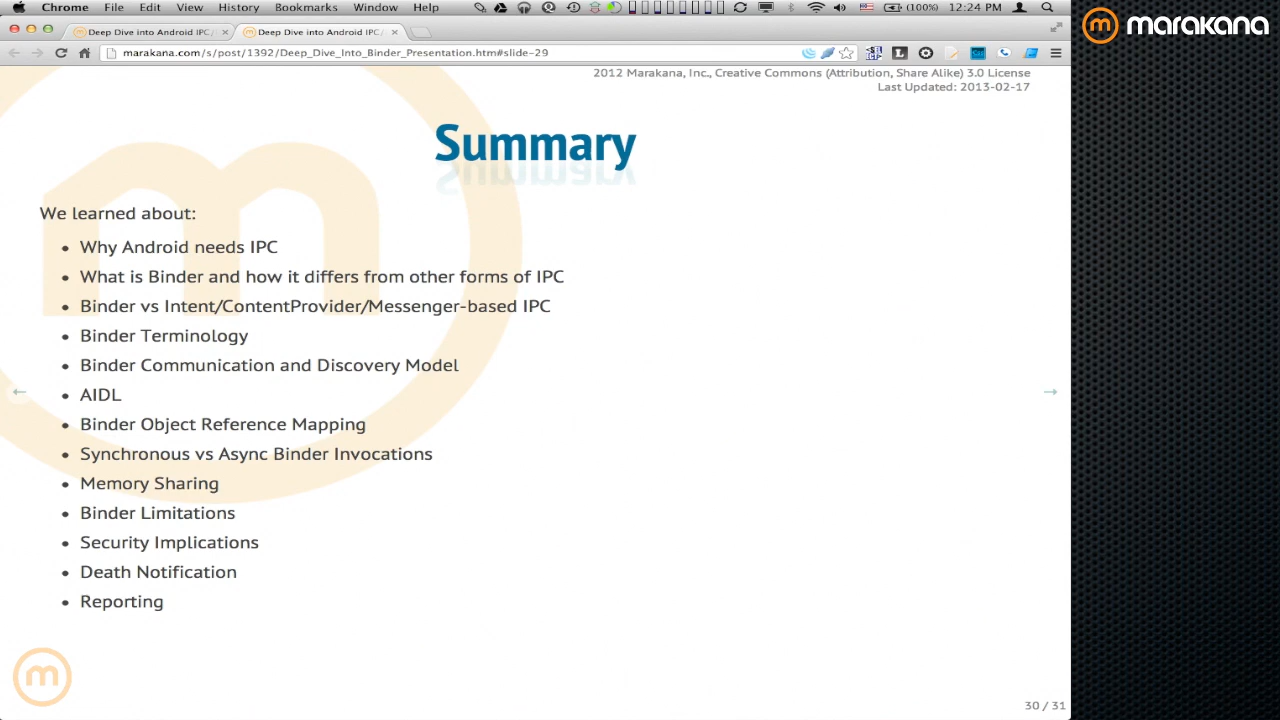 Chrome File Edit View History Bookmarks Window Help (100%) 12:24 PM
marakana
Deep Dive into Android IPC/ Deep Dive into Android IPC/
marakana.com/s/post/1392/Deep_Dive_Into_Binder_Presentation.htm#slide-29
2012 Marakana, Inc., Creative Commons (Attribution, Share Alike) 3.0 License
Last Updated: 2013-02-17
Summary
We learned about:
• Why Android needs IPC
• What is Binder and how it differs from other forms of IPC
• Binder vs Intent/ContentProvider/Messenger-based IPC
• Binder Terminology
• Binder Communication and Discovery Model
• AIDL
• Binder Object Reference Mapping
• Synchronous vs Async Binder Invocations
• Memory Sharing
• Binder Limitations
• Security Implications
• Death Notification
• Reporting
30 / 31